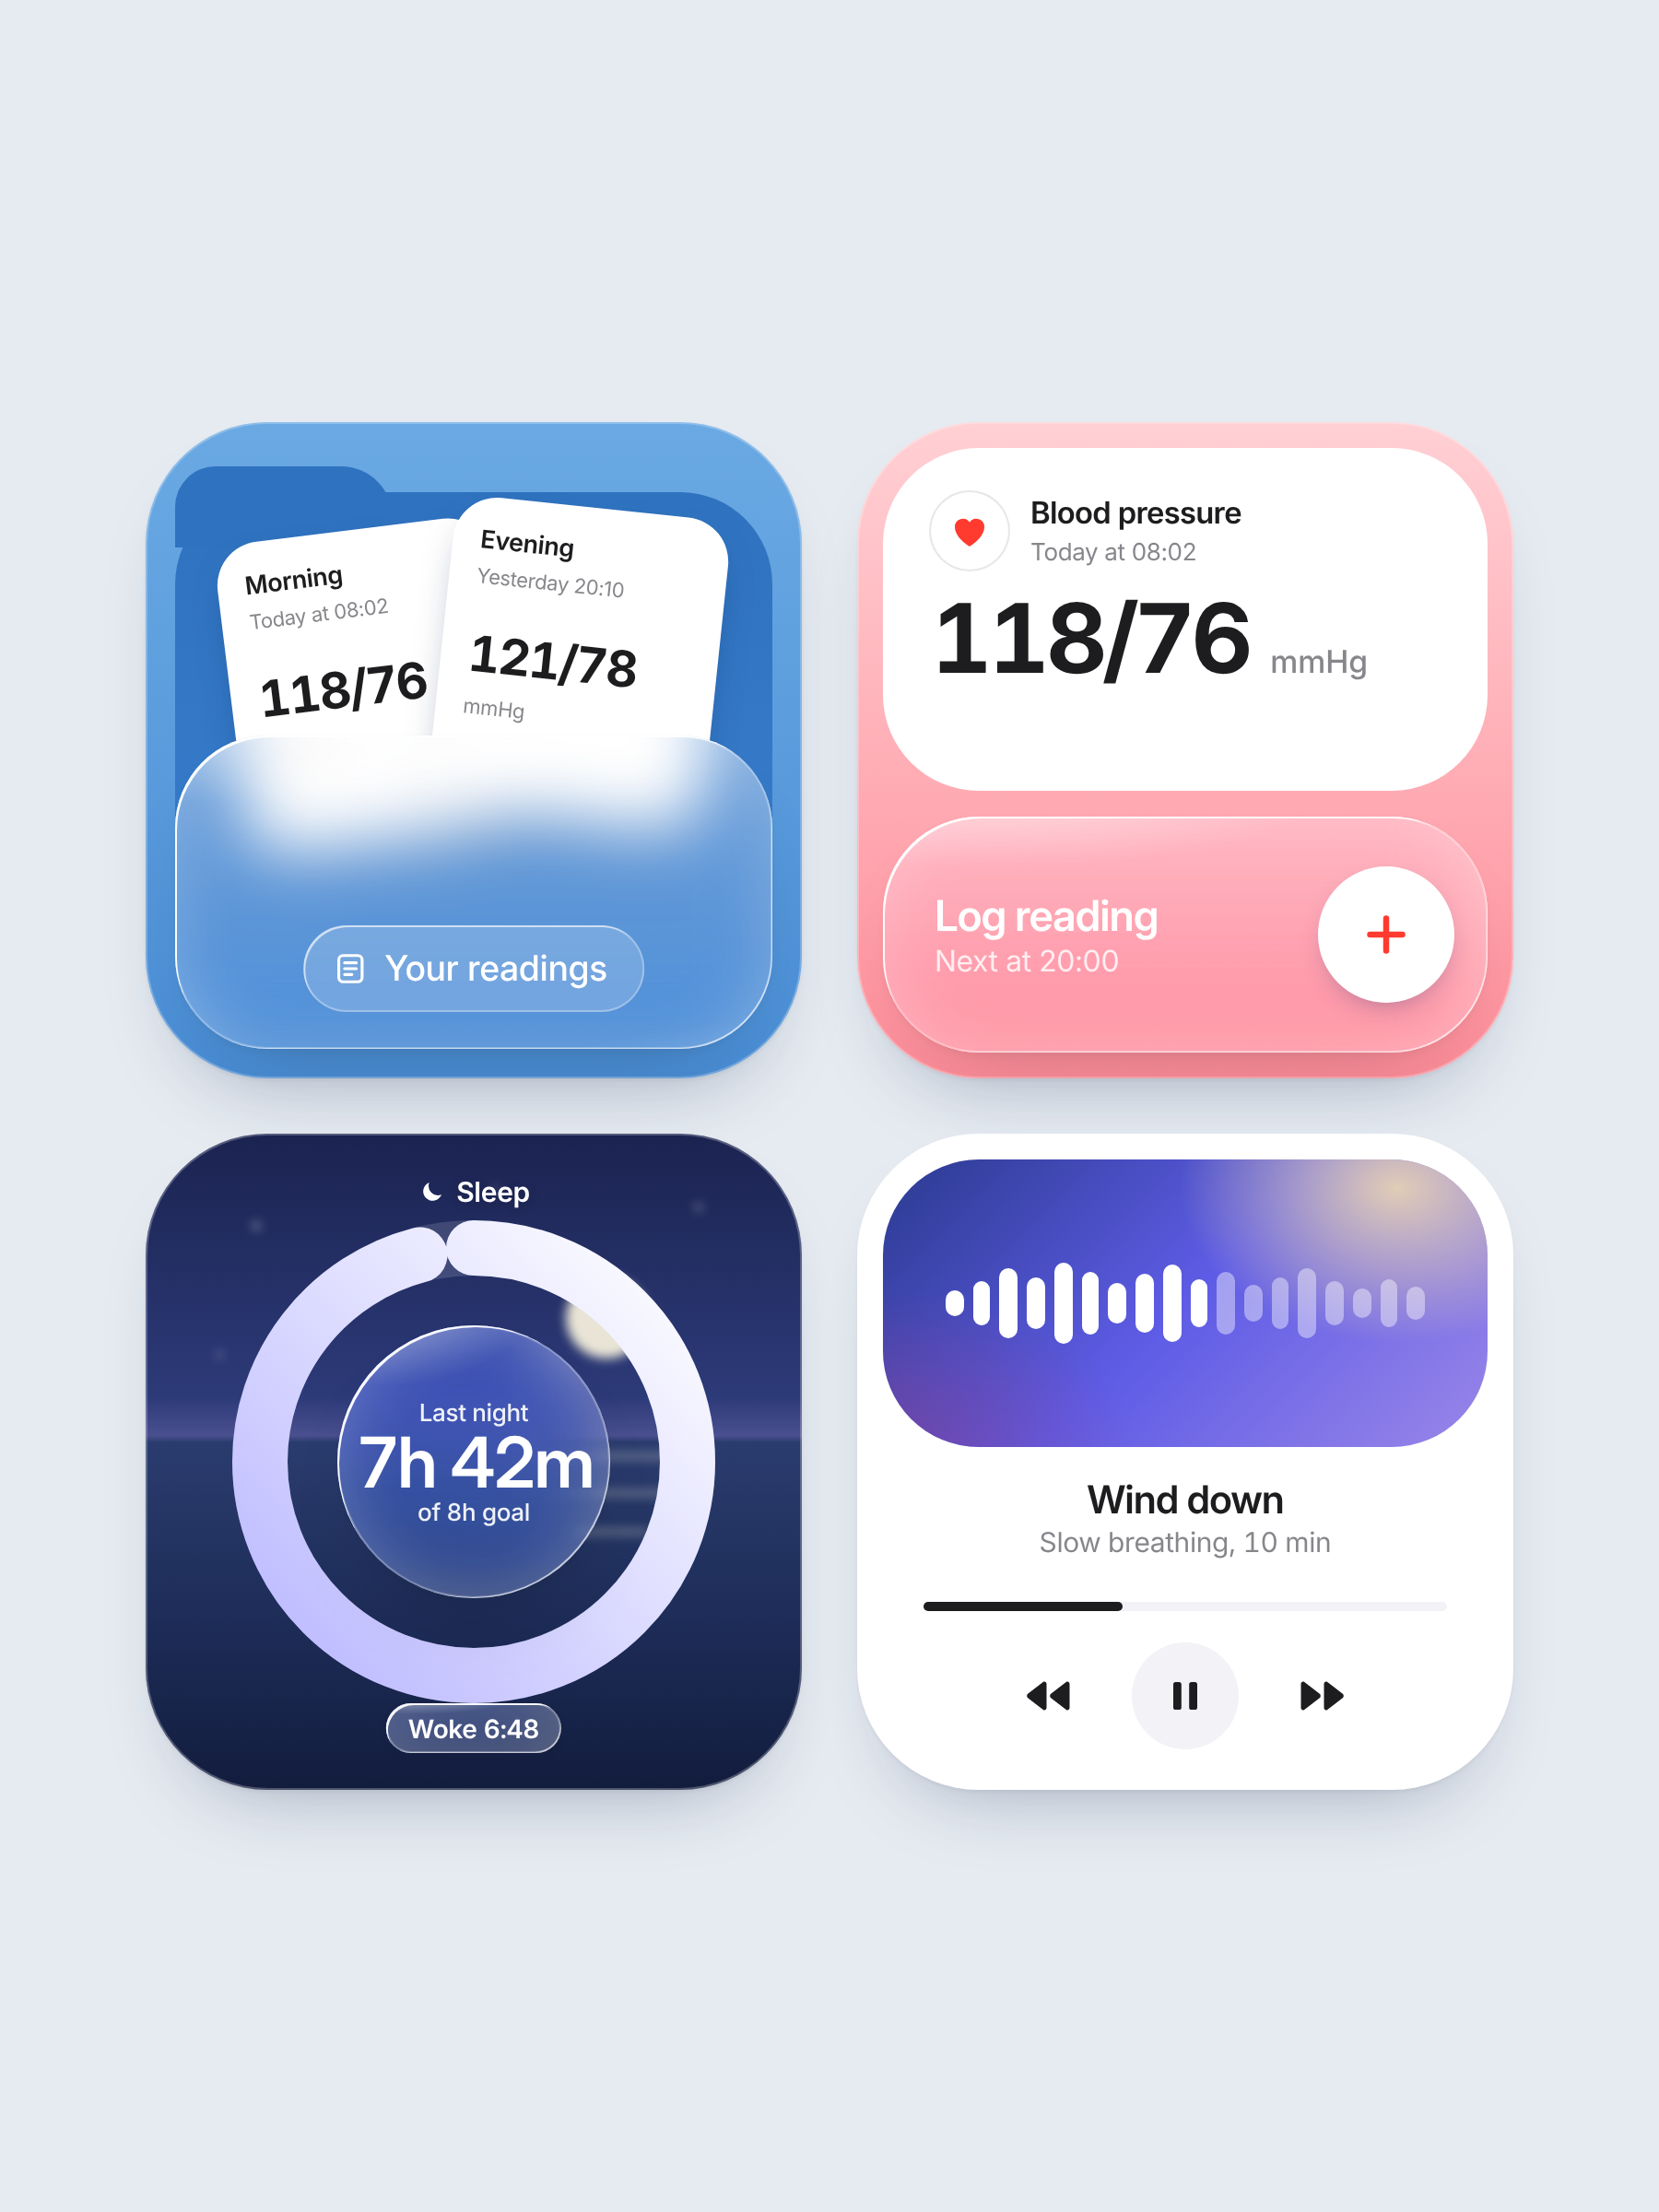 Morning
Today at 08:02
118/76
Evening
Yesterday 20:10
121/78
mmHg
Your readings
Blood pressure
Today at 08:02
118/76 mmHg
Log reading
Next at 20:00
Sleep
Last night
7h 42m
of 8h goal
Woke 6:48
Wind down
Slow breathing, 10 min